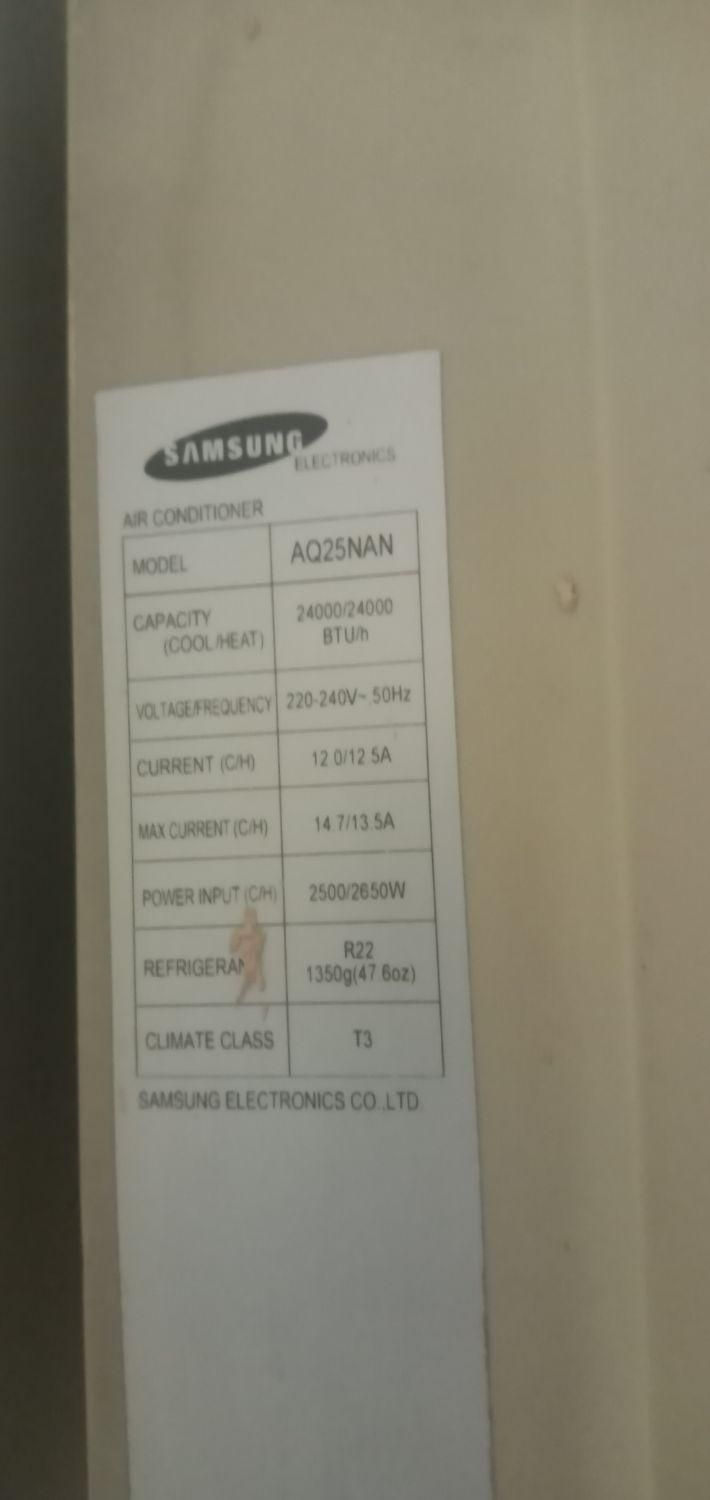 SAMSUNG
ELECTRONICS
AIR CONDITIONER
MODEL AQ25NAN
CAPACITY 24000/24000
(COOL/HEAT) BTU/h
VOLTAGE/FREQUENCY 220-240V~ 50Hz
CURRENT (C/H) 12.0/12.5A
MAX CURRENT (C/H) 14.7/13.5A
POWER INPUT (C/H) 2500/2650W
REFRIGERAN R22
1350g(47.6oz)
CLIMATE CLASS T3
SAMSUNG ELECTRONICS CO.,LTD.